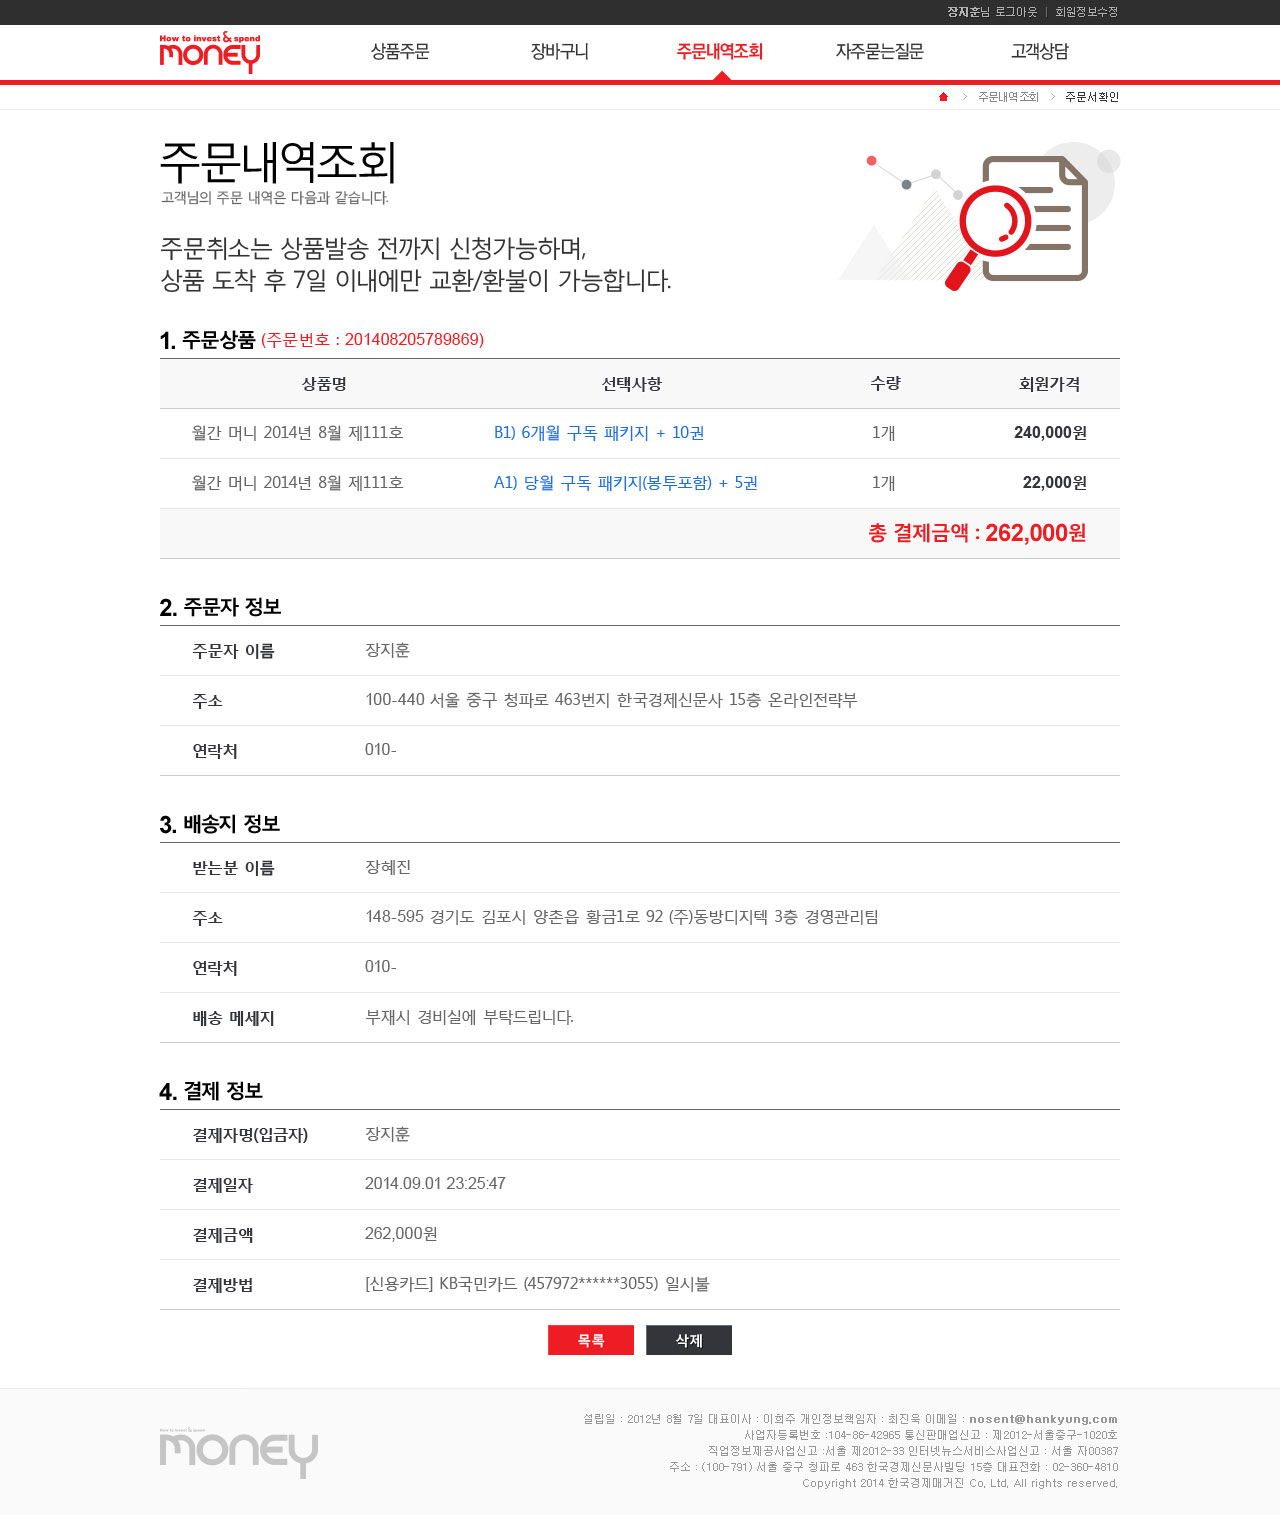 장지훈님 로그아웃 | 회원정보수정
How to invest & spend
money
상품주문 장바구니 주문내역조회 자주묻는질문 고객상담
주문내역조회 > 주문서확인
주문내역조회
고객님의 주문 내역은 다음과 같습니다.
주문취소는 상품발송 전까지 신청가능하며,
상품 도착 후 7일 이내에만 교환/환불이 가능합니다.
1. 주문상품 (주문번호 : 201408205789869)
상품명 선택사항 수량 회원가격
월간 머니 2014년 8월 제111호 B1) 6개월 구독 패키지 + 10권 1개 240,000원
월간 머니 2014년 8월 제111호 A1) 당월 구독 패키지(봉투포함) + 5권 1개 22,000원
총 결제금액 : 262,000원
2. 주문자 정보
주문자 이름 장지훈
주소 100-440 서울 중구 청파로 463번지 한국경제신문사 15층 온라인전략부
연락처 010-
3. 배송지 정보
받는분 이름 장혜진
주소 148-595 경기도 김포시 양촌읍 황금1로 92 (주)동방디지텍 3층 경영관리팀
연락처 010-
배송 메세지 부재시 경비실에 부탁드립니다.
4. 결제 정보
결제자명(입금자) 장지훈
결제일자 2014.09.01 23:25:47
결제금액 262,000원
결제방법 [신용카드] KB국민카드 (457972******3055) 일시불
목록 삭제
How to invest & spend
money
설립일 : 2012년 8월 7일 대표이사 : 이희주 개인정보책임자 : 최진욱 이메일 : nosent@hankyung.com
사업자등록번호 :104-86-42965 통신판매업신고 : 제2012-서울중구-1020호
직업정보제공사업신고 :서울 제2012-33 인터넷뉴스서비스사업신고 : 서울 자00387
주소 : (100-791) 서울 중구 청파로 463 한국경제신문사빌딩 15층 대표전화 : 02-360-4810
Copyright 2014 한국경제매거진 Co, Ltd, All rights reserved,